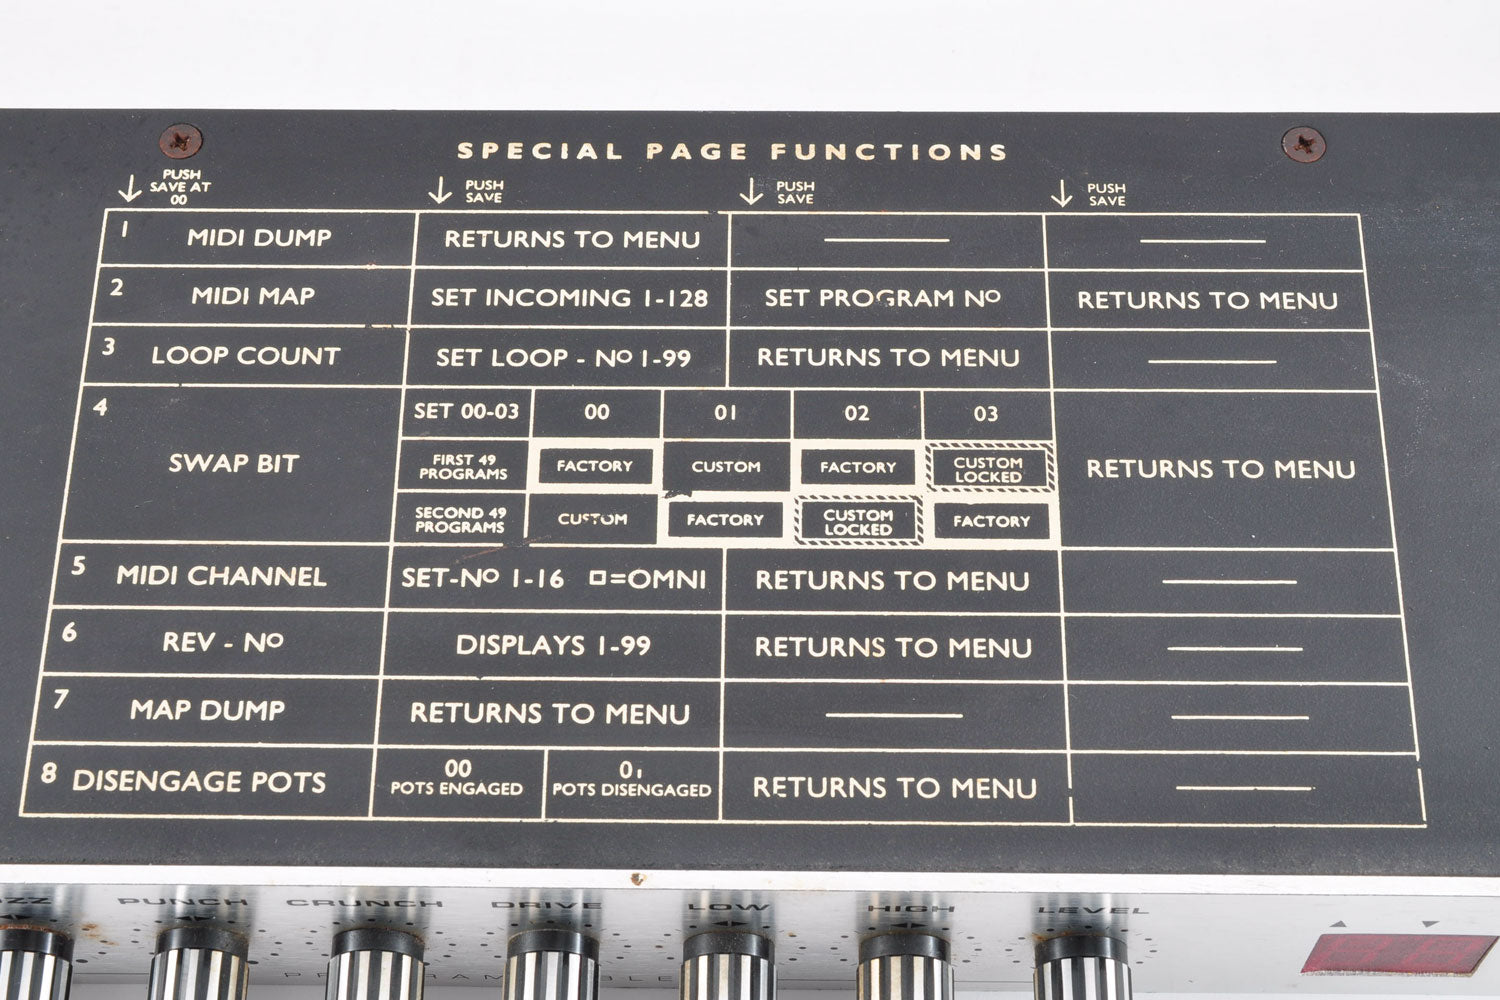 SPECIAL PAGE FUNCTIONS
PUSH
SAVE AT
00
PUSH
SAVE
PUSH
SAVE
PUSH
SAVE
1 MIDI DUMP RETURNS TO MENU
2 MIDI MAP SET INCOMING 1-128 SET PROGRAM Nº RETURNS TO MENU
3 LOOP COUNT SET LOOP - Nº 1-99 RETURNS TO MENU
4 SWAP BIT
SET 00-03 00 01 02 03
FIRST 49
PROGRAMS
FACTORY CUSTOM FACTORY
CUSTOM
LOCKED
SECOND 49
PROGRAMS
CUSTOM FACTORY
CUSTOM
LOCKED
FACTORY
RETURNS TO MENU
5 MIDI CHANNEL SET-Nº 1-16 □=OMNI RETURNS TO MENU
6 REV - Nº DISPLAYS 1-99 RETURNS TO MENU
7 MAP DUMP RETURNS TO MENU
8 DISENGAGE POTS
00
POTS ENGAGED
01
POTS DISENGAGED
RETURNS TO MENU
PUNCH CRUNCH DRIVE LOW HIGH LEVEL